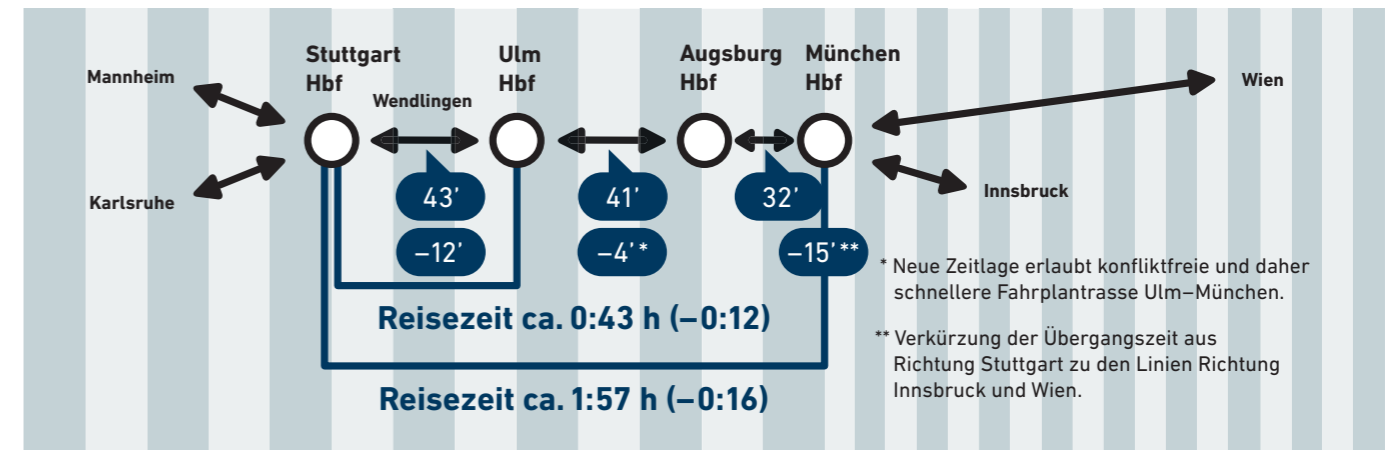 Stuttgart
Hbf
Ulm
Hbf
Augsburg
Hbf
München
Hbf
Mannheim
Wendlingen
Wien
Karlsruhe
Innsbruck
43’
41’
32’
–12’
–4’*
–15’**
* Neue Zeitlage erlaubt konfliktfreie und daher
schnellere Fahrplantrasse Ulm–München.
Reisezeit ca. 0:43 h (–0:12)
** Verkürzung der Übergangszeit aus
Richtung Stuttgart zu den Linien Richtung
Innsbruck und Wien.
Reisezeit ca. 1:57 h (–0:16)